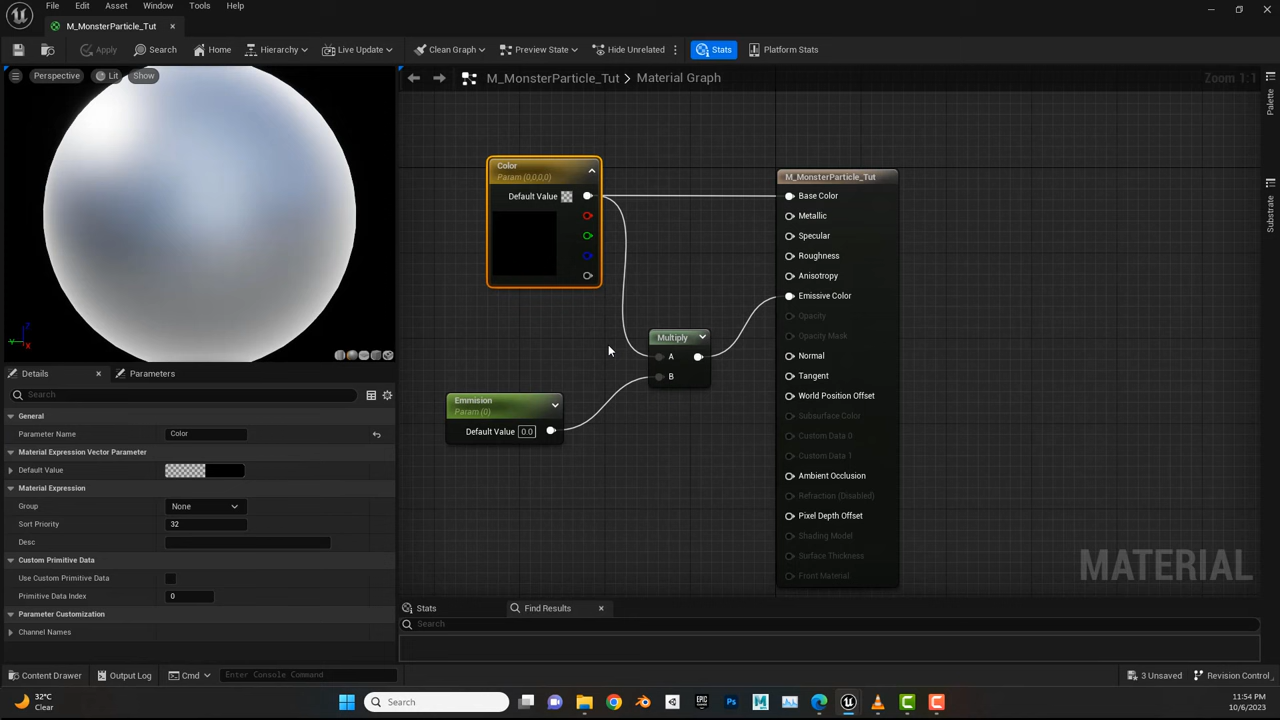 File Edit Asset Window Tools Help
M_MonsterParticle_Tut
Apply Search Home Hierarchy Live Update Clean Graph Preview State Hide Unrelated Stats Platform Stats
Perspective Lit Show
M_MonsterParticle_Tut > Material Graph
Zoom 1:1
Palette
Substrate
Color
Param (0,0,0,0)
Default Value
M_MonsterParticle_Tut
Base Color
Metallic
Specular
Roughness
Anisotropy
Emissive Color
Opacity
Opacity Mask
Normal
Tangent
World Position Offset
Subsurface Color
Custom Data 0
Custom Data 1
Ambient Occlusion
Refraction (Disabled)
Pixel Depth Offset
Shading Model
Surface Thickness
Front Material
Multiply
A
B
Emmision
Param (0)
Default Value 0.0
MATERIAL
Details Parameters
Search
General
Parameter Name Color
Material Expression Vector Parameter
Default Value
Material Expression
Group None
Sort Priority 32
Desc
Custom Primitive Data
Use Custom Primitive Data
Primitive Data Index 0
Parameter Customization
Channel Names
Stats Find Results
Search
Content Drawer Output Log Cmd Enter Console Command 3 Unsaved Revision Control
32°C
Clear
Search
11:54 PM
10/6/2023